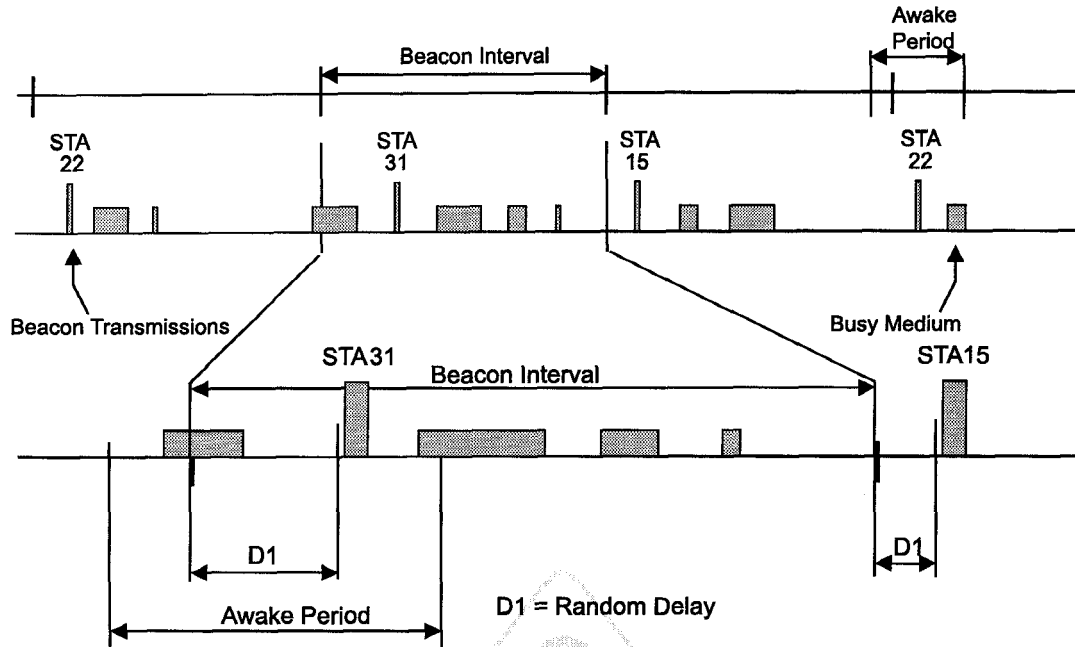 Awake
Period
Beacon Interval
STA
22
STA
31
STA
15
STA
22
Beacon Transmissions
Busy Medium
STA31
Beacon Interval
STA15
D1
D1
Awake Period
D1 = Random Delay